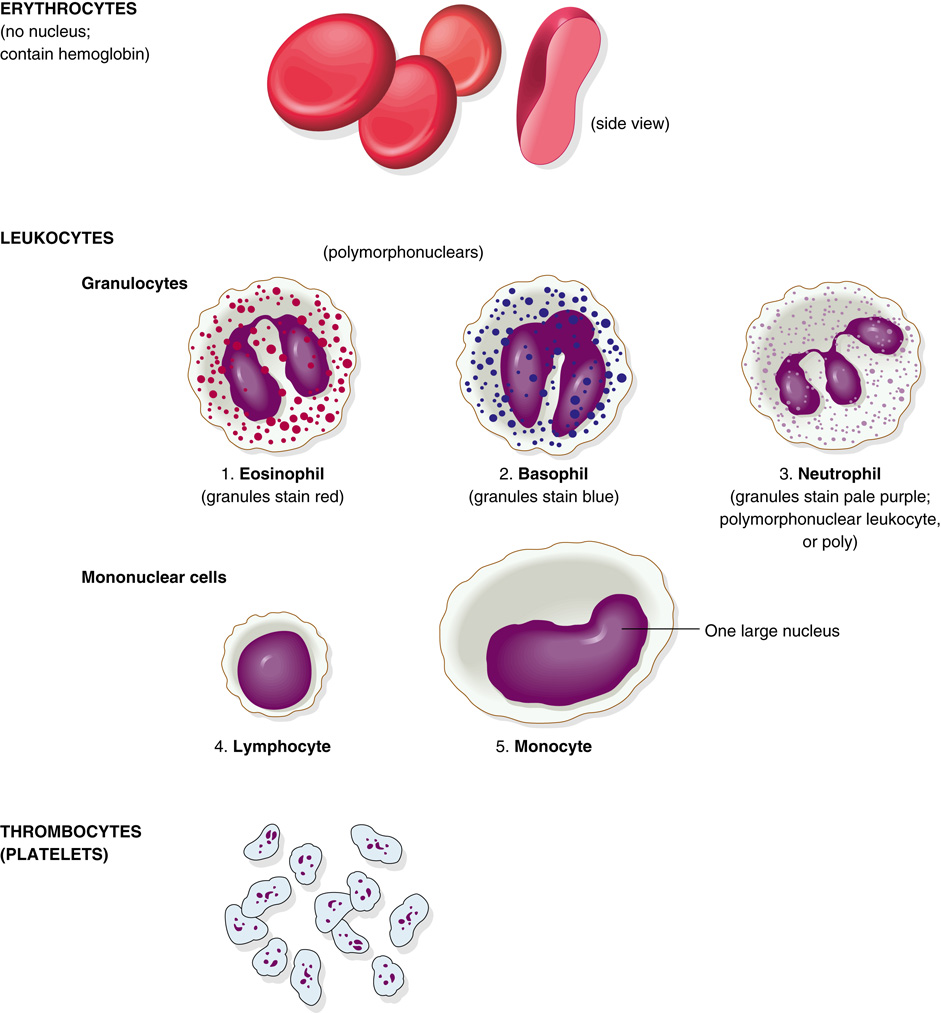 ERYTHROCYTES
(no nucleus;
contain hemoglobin)
(side view)
LEUKOCYTES
(polymorphonuclears)
Granulocytes
1. Eosinophil
(granules stain red)
2. Basophil
(granules stain blue)
3. Neutrophil
(granules stain pale purple;
polymorphonuclear leukocyte,
or poly)
Mononuclear cells
One large nucleus
4. Lymphocyte
5. Monocyte
THROMBOCYTES
(PLATELETS)